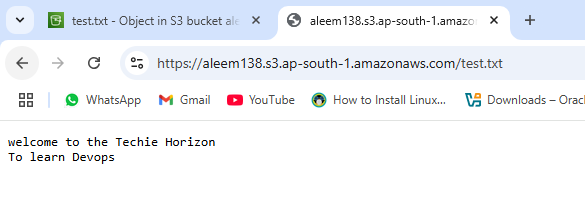 test.txt - Object in S3 bucket ale
aleem138.s3.ap-south-1.amazo
https://aleem138.s3.ap-south-1.amazonaws.com/test.txt
WhatsApp
Gmail
YouTube
How to Install Linux...
Downloads – Orac
welcome to the Techie Horizon
To learn Devops